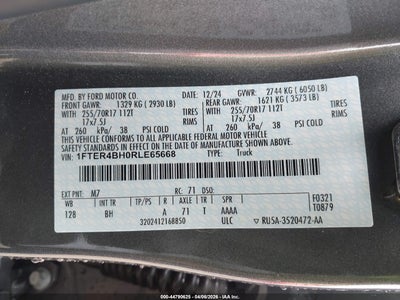 MFD. BY FORD MOTOR CO. 12/24 GVWR: 2744 KG ( 6050 LB)
FRONT GAWR: 1329 KG ( 2930 LB) REAR GAWR: 1621 KG ( 3573 LB)
255/70R17 112T TIRES 255/70R17 112T TIRES
17x7.5J RIMS 17x7.5J RIMS
AT 260 kPa/ 38 PSI COLD AT 260 kPa/ 38 PSI COLD
THIS VEHICLE CONFORMS TO ALL APPLICABLE FEDERAL MOTOR
VEHICLE SAFETY STANDARDS IN EFFECT ON THE DATE OF MANUFACTURE
SHOWN ABOVE.
VIN: 1FTER4BH0RLE65668 TYPE: Truck
EXT PNT: M7 RC: 71 DSO:
WB INT TR TP/PS R AXLE TR SPR F0321
128 BH A 71 T AAAA T0879
3202412168850 ULC RU5A-3520472-AA
000-44790625 - 04/06/2026 - IAAI.COM